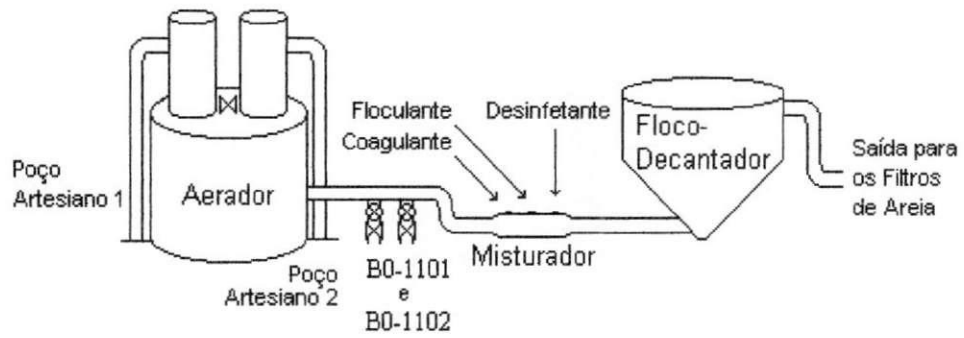 Poço
Artesiano 1
Aerador
Poço
Artesiano 2
B0-1101
e
B0-1102
Floculante
Coagulante
Desinfetante
Misturador
Floco-
Decantador
Saída para
os Filtros
de Areia